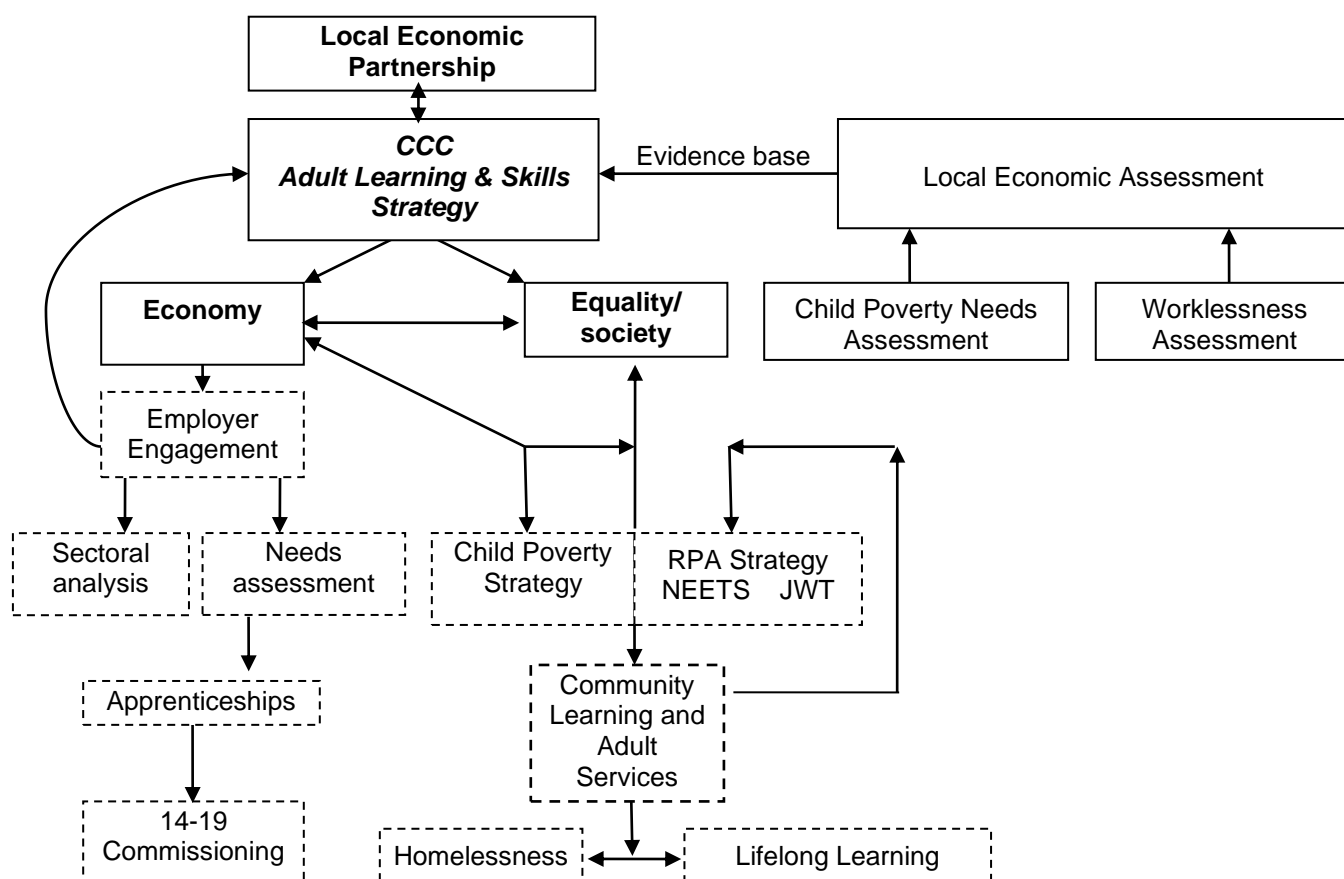 Local Economic
Partnership
CCC
Adult Learning & Skills
Strategy
Evidence base
Local Economic Assessment
Economy
Equality/
society
Child Poverty Needs
Assessment
Worklessness
Assessment
Employer
Engagement
Sectoral
analysis
Needs
assessment
Child Poverty
Strategy
RPA Strategy
NEETS JWT
Apprenticeships
Community
Learning and
Adult
Services
14-19
Commissioning
Homelessness
Lifelong Learning